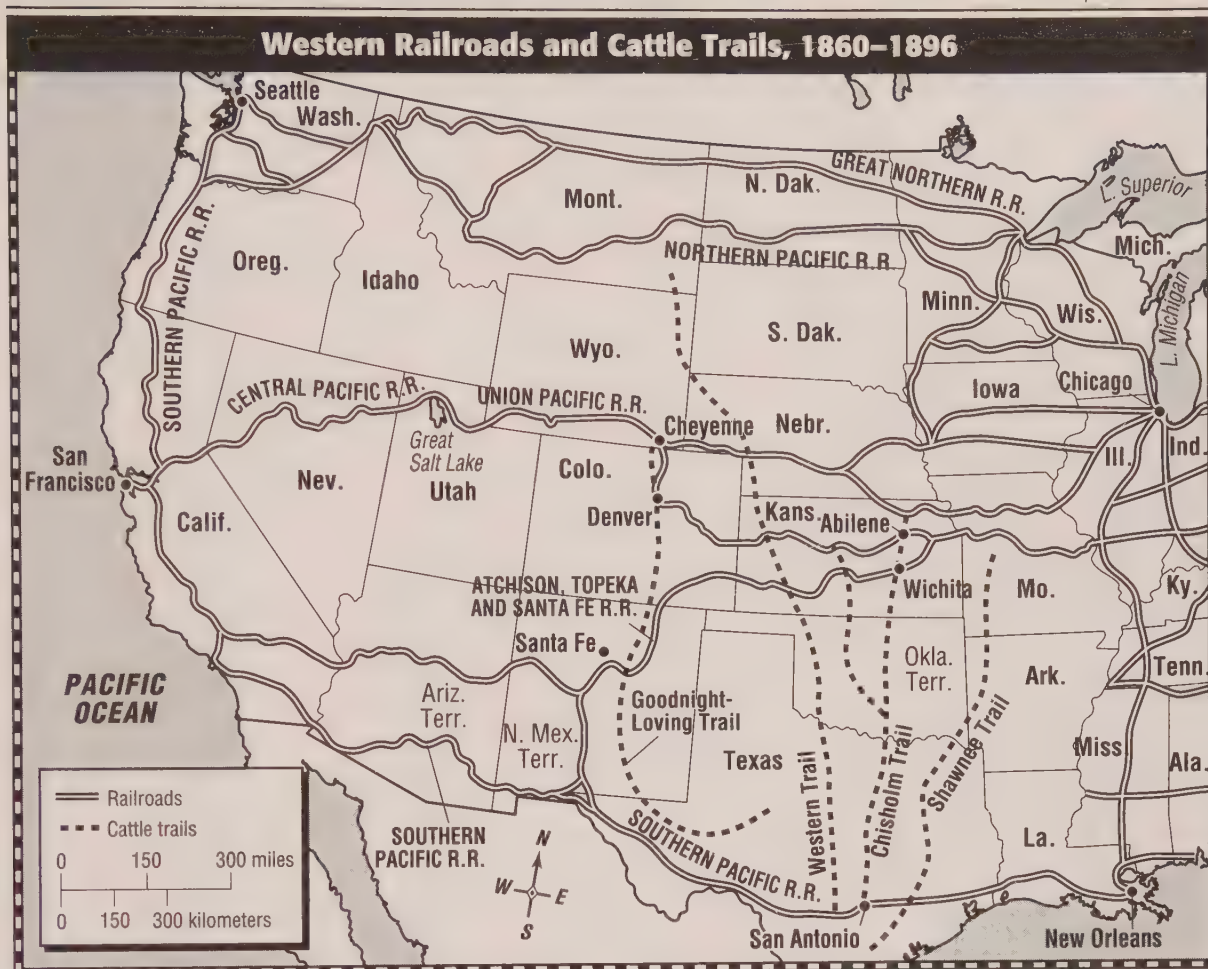 Western Railroads and Cattle Trails, 1860–1896
Seattle
Wash.
GREAT NORTHERN R.R.
L. Superior
Mont.
N. Dak.
NORTHERN PACIFIC R.R.
Mich.
SOUTHERN PACIFIC R.R.
Oreg.
Idaho
Minn.
Wis.
L. Michigan
Wyo.
S. Dak.
CENTRAL PACIFIC R.R.
UNION PACIFIC R.R.
Iowa
Chicago
Great
Salt Lake
Cheyenne
Nebr.
San
Francisco
Nev.
Utah
Colo.
Ill.
Ind.
Calif.
Denver
Kans.
Abilene
ATCHISON, TOPEKA
AND SANTA FE R.R.
Wichita
Mo.
Ky.
Santa Fe
Okla.
Terr.
Ark.
Tenn.
PACIFIC
OCEAN
Ariz.
Terr.
N. Mex.
Terr.
Goodnight-
Loving Trail
Texas
Western Trail
Chisholm Trail
Shawnee Trail
Miss.
Ala.
Railroads
Cattle trails
0 150 300 miles
0 150 300 kilometers
SOUTHERN
PACIFIC R.R.
N
W E
S
SOUTHERN PACIFIC R.R.
La.
San Antonio
New Orleans